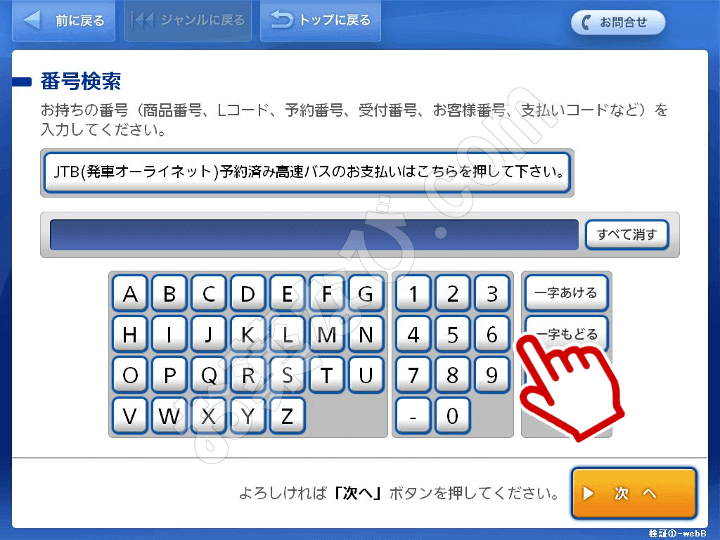 前に戻る
ジャンルに戻る
トップに戻る
お問合せ
番号検索
お持ちの番号（商品番号、Lコード、予約番号、受付番号、お客様番号、支払いコードなど）を
入力してください。
JTB(発車オーライネット)予約済み高速バスのお支払いはこちらを押して下さい。
すべて消す
A B C D E F G 1 2 3 一字あける
H I J K L M N 4 5 6 一字もどる
O P Q R S T U 7 8 9
V W X Y Z - 0
よろしければ「次へ」ボタンを押してください。
次 へ
検証①-webB